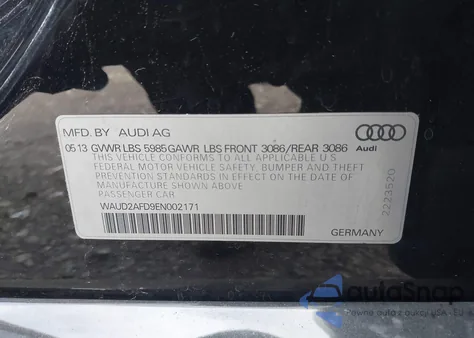 MFD. BY AUDI AG
05 13 GVWR LBS 5985 GAWR LBS FRONT 3086/REAR 3086 Audi
THIS VEHICLE CONFORMS TO ALL APPLICABLE U S
FEDERAL MOTOR VEHICLE SAFETY, BUMPER AND THEFT
PREVENTION STANDARDS IN EFFECT ON THE DATE OF
MANUFACTURE SHOWN ABOVE.
PASSENGER CAR
WAUD2AFD9EN002171
GERMANY
2223520
autoSnap